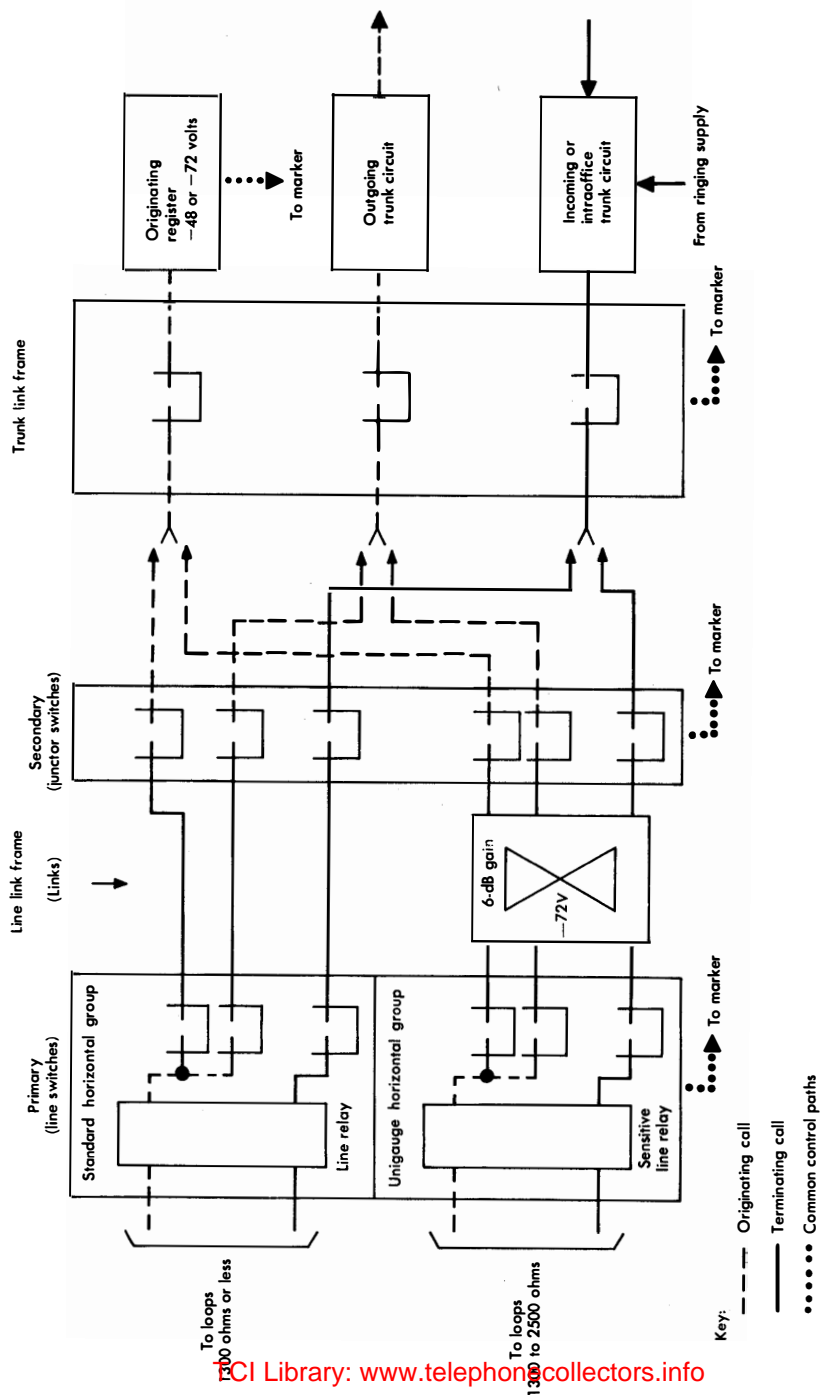 Trunk link frame
Originating
register
−48 or −72 volts
To marker
Outgoing
trunk circuit
Incoming or
intraoffice
trunk circuit
From ringing supply
To marker
Secondary
(junctor switches)
To marker
Line link frame
(Links)
6-dB gain
−72V
Primary
(line switches)
Standard horizontal group
Line relay
Unigauge horizontal group
Sensitive
line relay
To marker
To loops
1300 ohms or less
To loops
1300 to 2500 ohms
Key:
Originating call
Terminating call
Common control paths
TCI Library: www.telephonecollectors.info